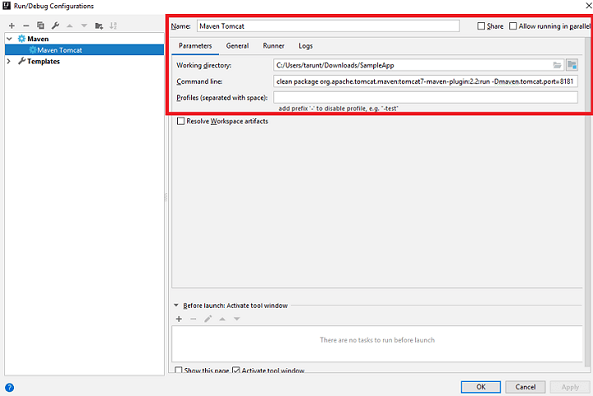 Run/Debug Configurations
Name: Maven Tomcat
Share
Allow running in parallel
Maven
Maven Tomcat
Templates
Parameters General Runner Logs
Working directory: C:/Users/tarunt/Downloads/SampleApp
Command line: clean package org.apache.tomcat.maven:tomcat7-maven-plugin:2.2:run -Dmaven.tomcat.port=8181
Profiles (separated with space):
add prefix '-' to disable profile, e.g. "-test"
Resolve Workspace artifacts
Before launch: Activate tool window
There are no tasks to run before launch
Show this page Activate tool window
? OK Cancel Apply